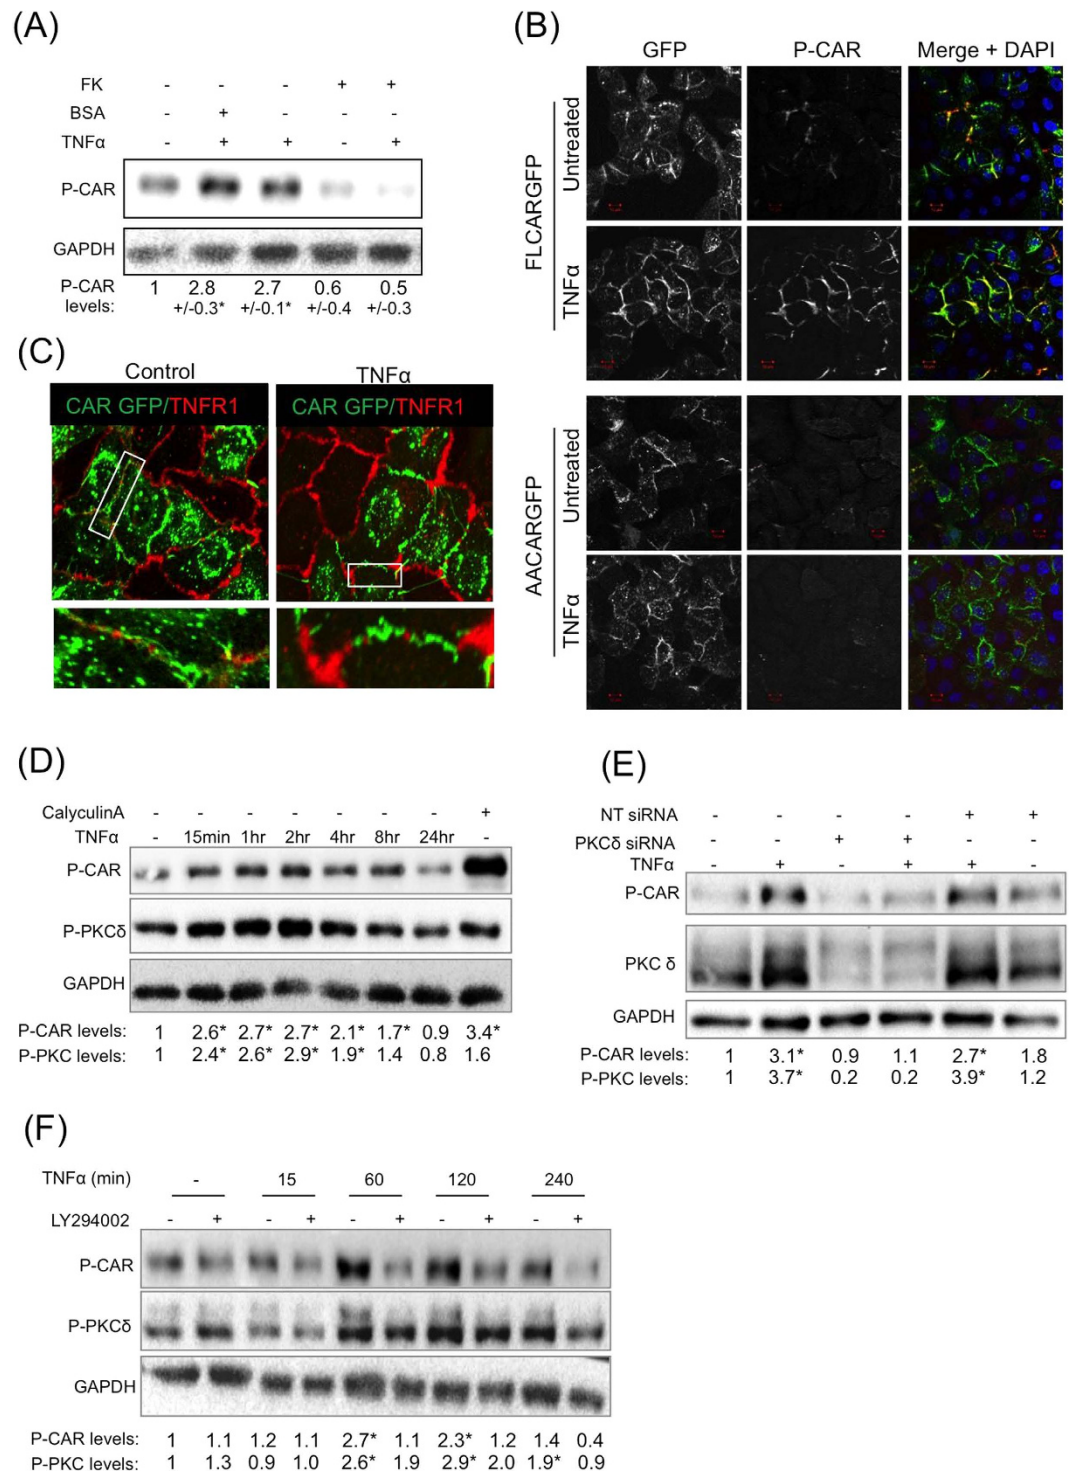 (A)
FK - - - + +
BSA - + - - -
TNFα - + + - +
P-CAR
GAPDH
P-CAR 1 2.8 2.7 0.6 0.5
levels: +/-0.3* +/-0.1* +/-0.4 +/-0.3
(B)
GFP P-CAR Merge + DAPI
FLCARGFP
Untreated
TNFα
AACARGFP
Untreated
TNFα
(C)
Control TNFα
CAR GFP/TNFR1 CAR GFP/TNFR1
(D)
CalyculinA - - - - - - - +
TNFα - 15min 1hr 2hr 4hr 8hr 24hr -
P-CAR
P-PKCδ
GAPDH
P-CAR levels: 1 2.6* 2.7* 2.7* 2.1* 1.7* 0.9 3.4*
P-PKC levels: 1 2.4* 2.6* 2.9* 1.9* 1.4 0.8 1.6
(E)
NT siRNA - - - - + +
PKCδ siRNA - - + + - -
TNFα - + - + + -
P-CAR
PKC δ
GAPDH
P-CAR levels: 1 3.1* 0.9 1.1 2.7* 1.8
P-PKC levels: 1 3.7* 0.2 0.2 3.9* 1.2
(F)
TNFα (min) - 15 60 120 240
LY294002 - + - + - + - + - +
P-CAR
P-PKCδ
GAPDH
P-CAR levels: 1 1.1 1.2 1.1 2.7* 1.1 2.3* 1.2 1.4 0.4
P-PKC levels: 1 1.3 0.9 1.0 2.6* 1.9 2.9* 2.0 1.9* 0.9